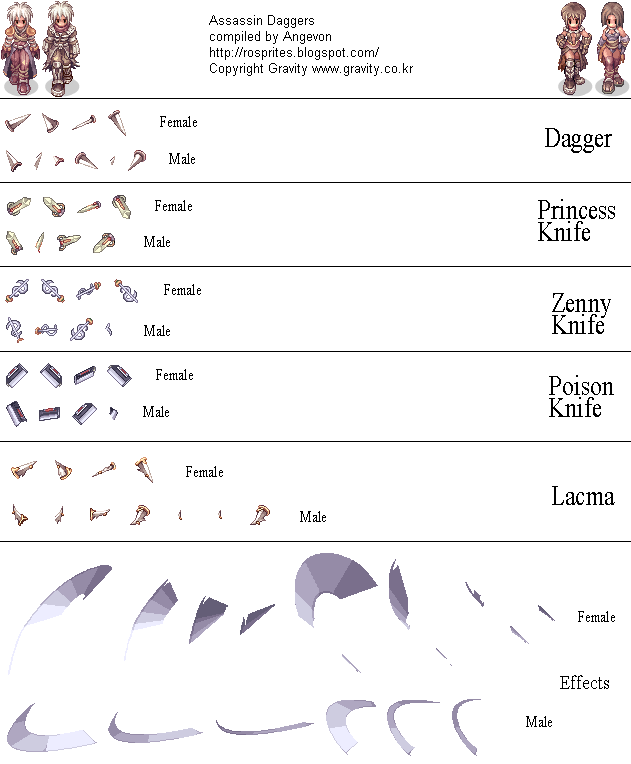 Assassin Daggers
compiled by Angevon
http://rosprites.blogspot.com/
Copyright Gravity www.gravity.co.kr
Female
Dagger
Male
Female
Princess
Knife
Male
Female
Zenny
Knife
Male
Female
Poison
Knife
Male
Female
Lacma
Male
Female
Effects
Male